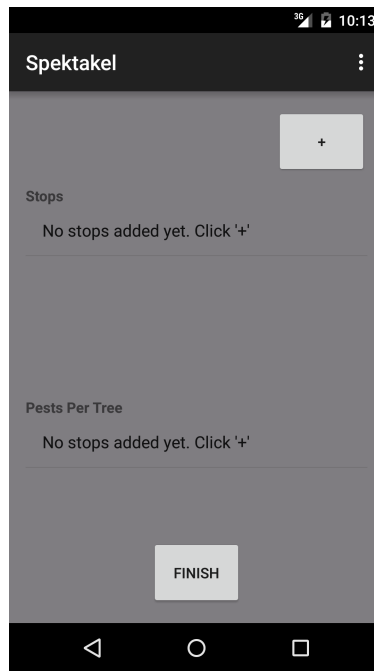 3G 10:13
Spektakel
+
Stops
No stops added yet. Click '+'
Pests Per Tree
No stops added yet. Click '+'
FINISH